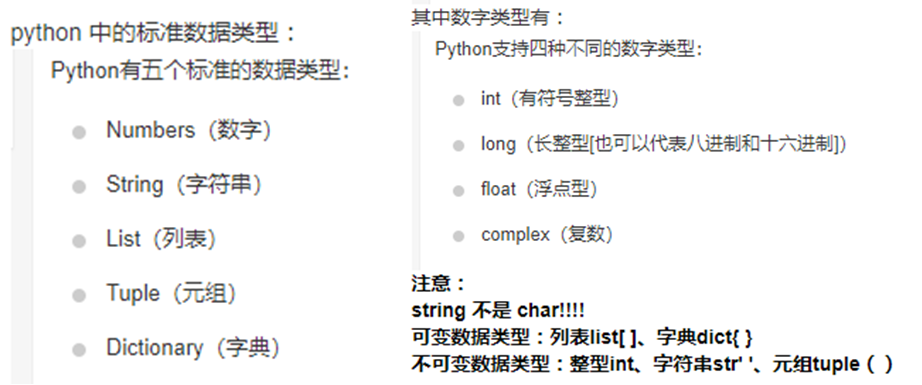 python 中的标准数据类型：
Python有五个标准的数据类型:
Numbers（数字）
String（字符串）
List（列表）
Tuple（元组）
Dictionary（字典）
其中数字类型有：
Python支持四种不同的数字类型:
int（有符号整型）
long（长整型[也可以代表八进制和十六进制]）
float（浮点型）
complex（复数）
注意：
string 不是 char!!!!
可变数据类型：列表list[ ]、字典dict{ }
不可变数据类型：整型int、字符串str' '、元组tuple（ ）